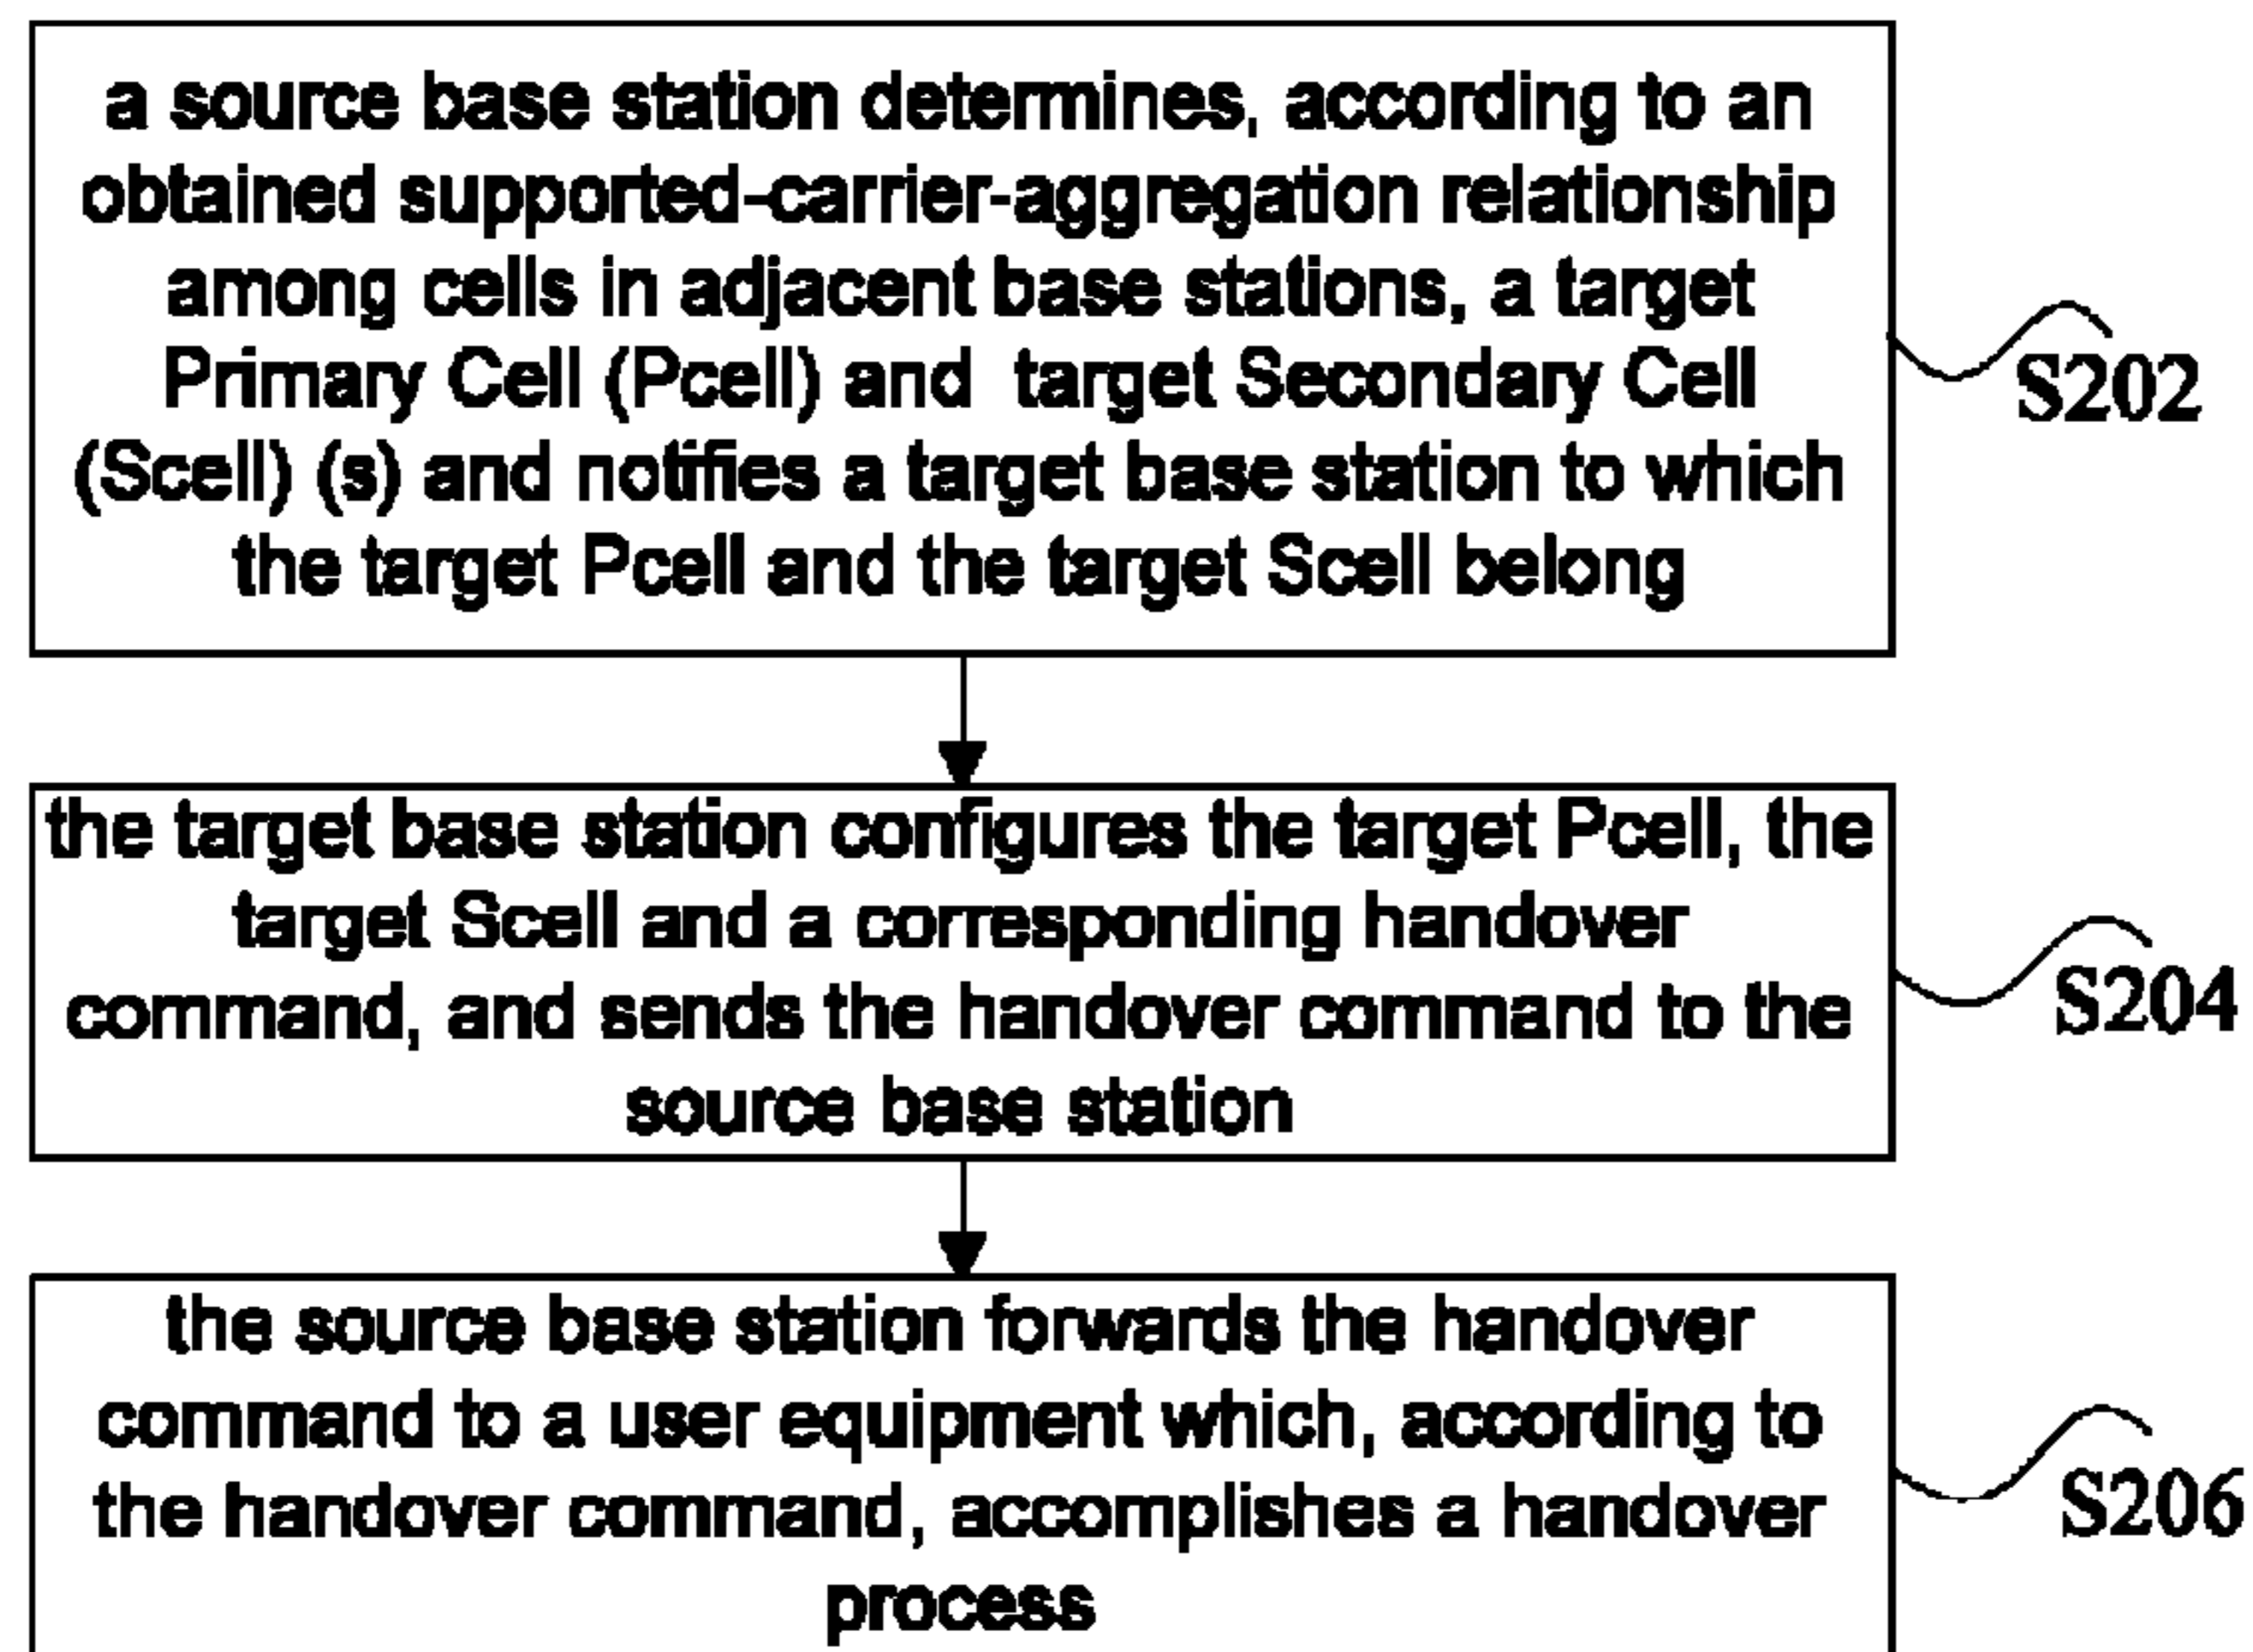 a source base station determines, according to an
obtained supported-carrier-aggregation relationship
among cells in adjacent base stations, a target
Primary Cell (Pcell) and target Secondary Cell
(Scell) (s) and notifies a target base station to which
the target Pcell and the target Scell belong
S202
the target base station configures the target Pcell, the
target Scell and a corresponding handover
command, and sends the handover command to the
source base station
S204
the source base station forwards the handover
command to a user equipment which, according to
the handover command, accomplishes a handover
process
S206